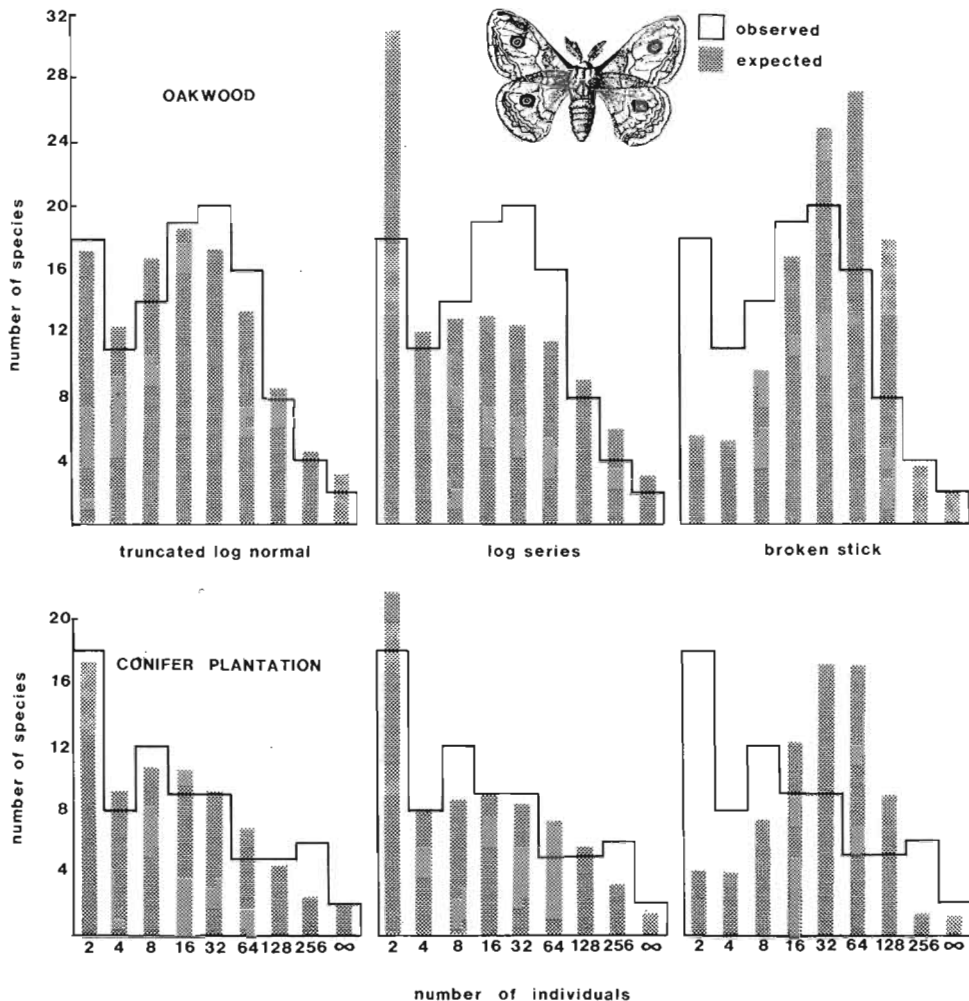 observed
expected
OAKWOOD
number of species
32
28
24
20
16
12
8
4
truncated log normal
log series
broken stick
CONIFER PLANTATION
number of species
20
16
12
8
4
2 4 8 16 32 64 128 256 ∞
2 4 8 16 32 64 128 256 ∞
2 4 8 16 32 64 128 256 ∞
number of individuals